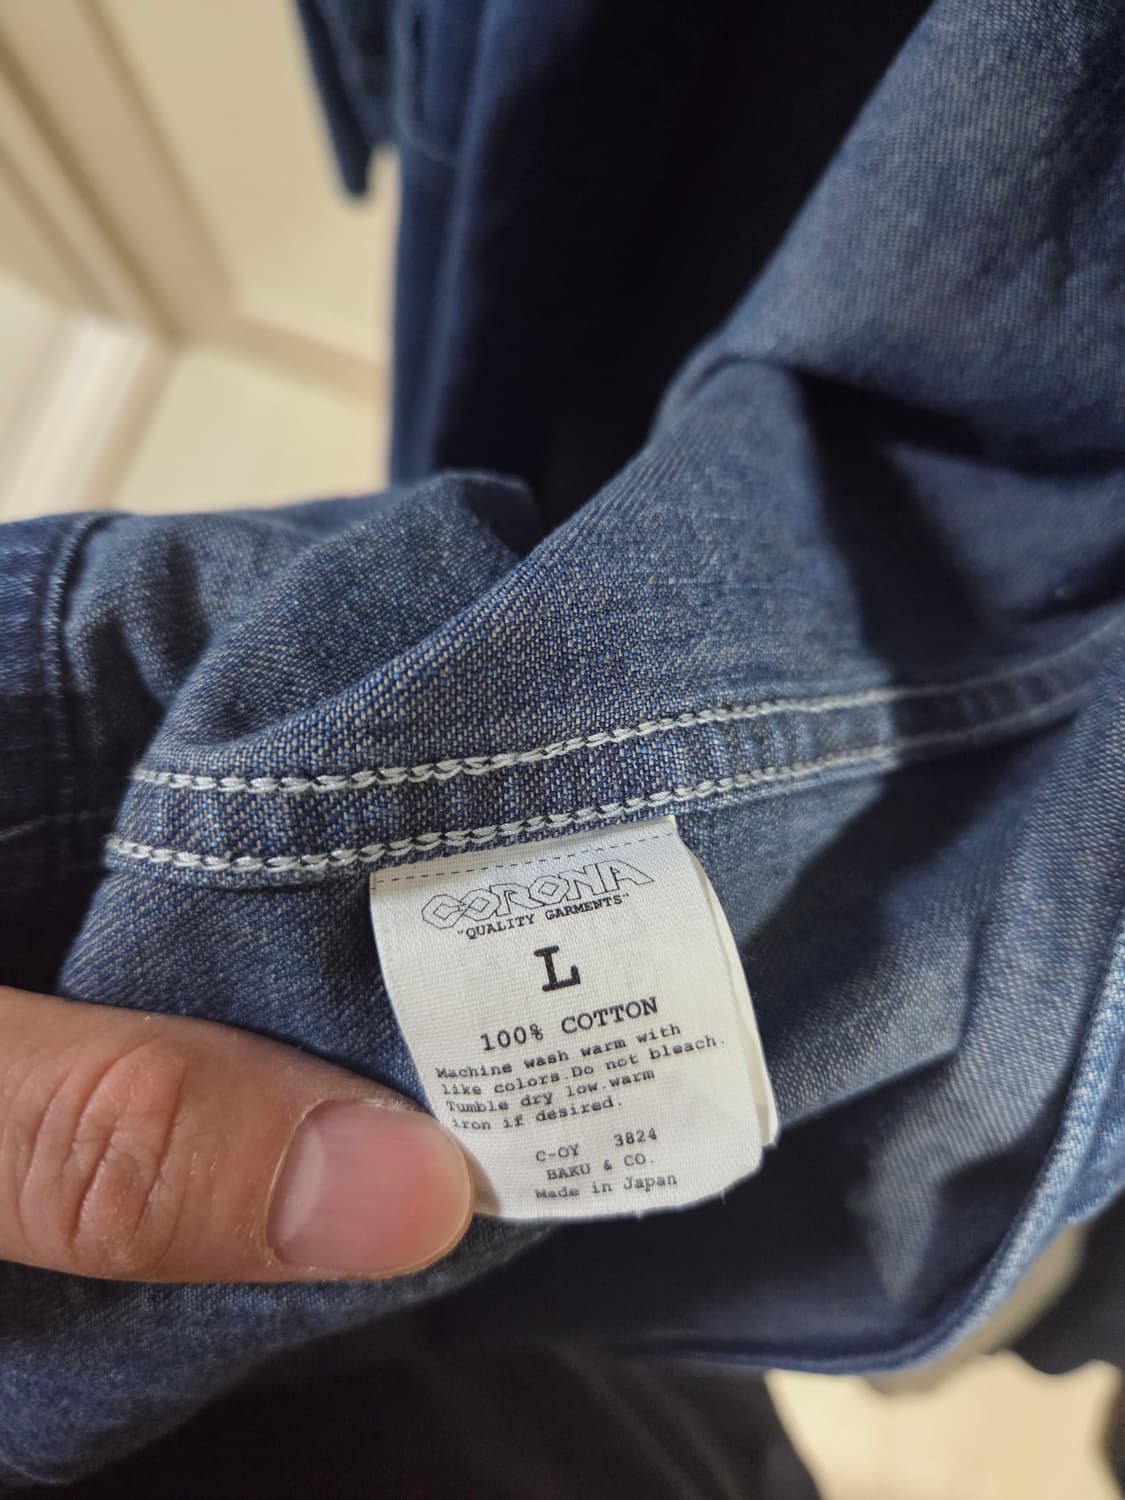 CORONA
"QUALITY GARMENTS"
L
100% COTTON
Machine wash warm with
like colors.Do not bleach.
Tumble dry low.warm
iron if desired.
C-OY 3824
BAKU & CO.
Made in Japan